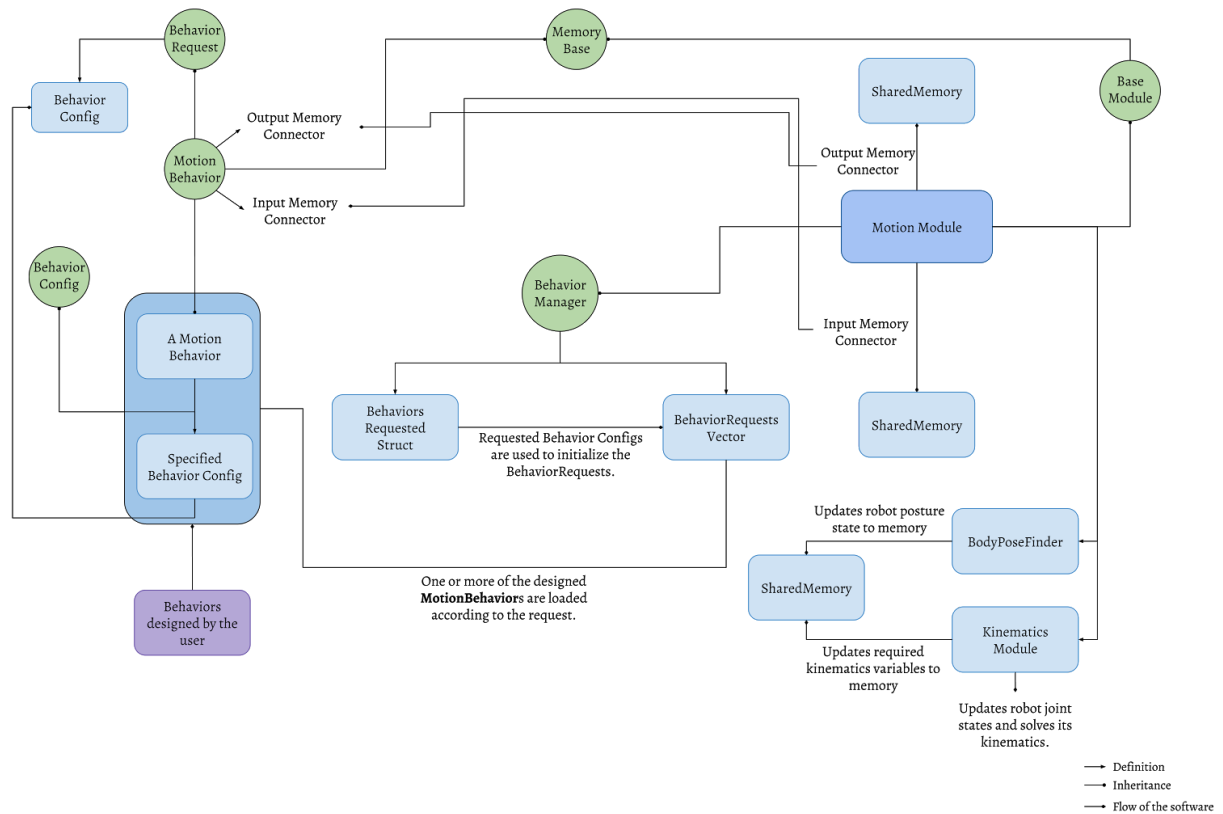 Behavior
Request
Memory
Base
Base
Module
SharedMemory
Behavior
Config
Output Memory
Connector
Output Memory
Connector
Motion
Behavior
Input Memory
Connector
Motion Module
Behavior
Config
Behavior
Manager
Input Memory
Connector
A Motion
Behavior
Behaviors
Requested
Struct
BehaviorRequests
Vector
SharedMemory
Requested Behavior Configs
are used to initialize the
BehaviorRequests.
Specified
Behavior Config
Updates robot posture
state to memory
BodyPoseFinder
SharedMemory
One or more of the designed
MotionBehaviors are loaded
according to the request.
Behaviors
designed by the
user
Kinematics
Module
Updates required
kinematics variables to
memory
Updates robot joint
states and solves its
kinematics.
Definition
Inheritance
Flow of the software